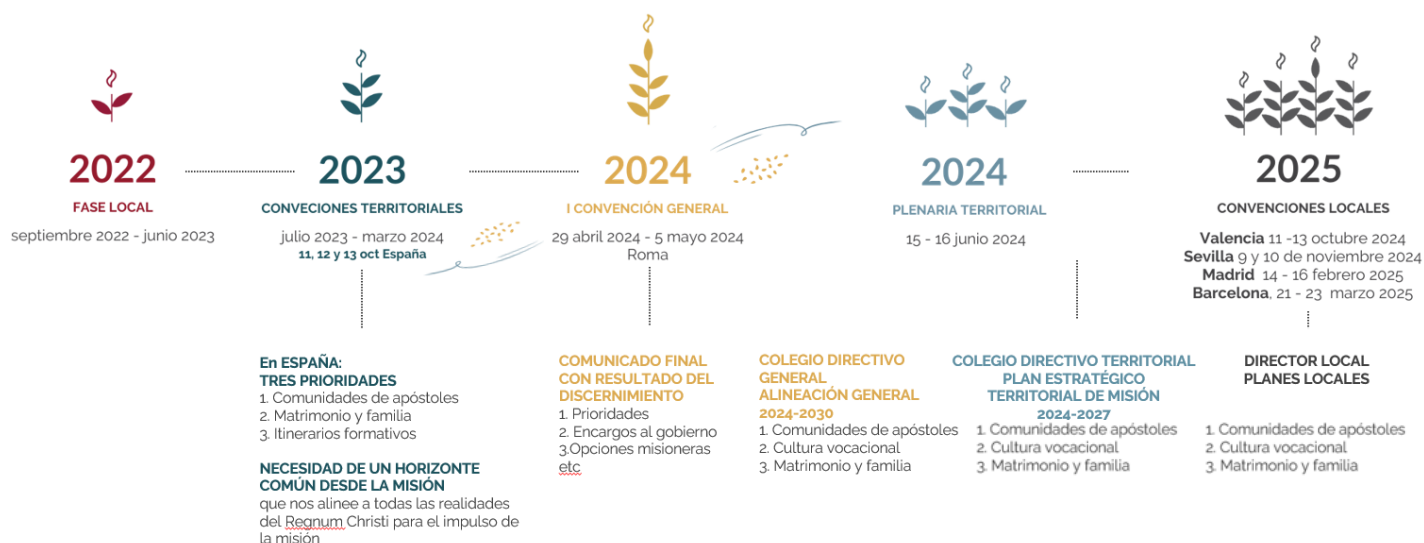 2022
FASE LOCAL
septiembre 2022 - junio 2023
2023
CONVECIONES TERRITORIALES
julio 2023 - marzo 2024
11, 12 y 13 oct España
2024
I CONVENCIÓN GENERAL
29 abril 2024 - 5 mayo 2024
Roma
2024
PLENARIA TERRITORIAL
15 - 16 junio 2024
2025
CONVENCIONES LOCALES
Valencia 11 -13 octubre 2024
Sevilla 9 y 10 de noviembre 2024
Madrid 14 - 16 febrero 2025
Barcelona, 21 - 23 marzo 2025
En ESPAÑA:
TRES PRIORIDADES
1. Comunidades de apóstoles
2. Matrimonio y familia
3. Itinerarios formativos
NECESIDAD DE UN HORIZONTE
COMÚN DESDE LA MISIÓN
que nos alinee a todas las realidades
del Regnum Christi para el impulso de
la misión
COMUNICADO FINAL
CON RESULTADO DEL
DISCERNIMIENTO
1. Prioridades
2. Encargos al gobierno
3.Opciones misioneras
etc
COLEGIO DIRECTIVO
GENERAL
ALINEACIÓN GENERAL
2024-2030
1. Comunidades de apóstoles
2. Cultura vocacional
3. Matrimonio y familia
COLEGIO DIRECTIVO TERRITORIAL
PLAN ESTRATÉGICO
TERRITORIAL DE MISIÓN
2024-2027
1. Comunidades de apóstoles
2. Cultura vocacional
3. Matrimonio y familia
DIRECTOR LOCAL
PLANES LOCALES
1. Comunidades de apóstoles
2. Cultura vocacional
3. Matrimonio y familia